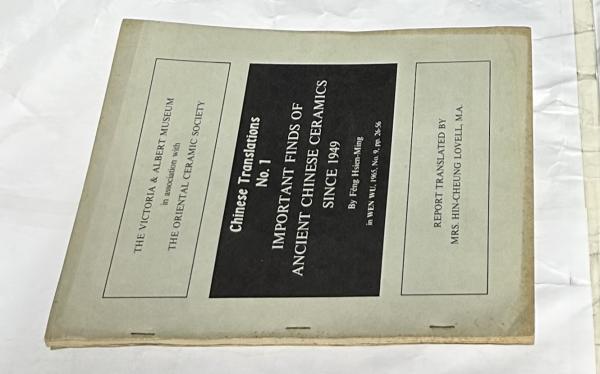 THE VICTORIA & ALBERT MUSEUM
in association with
THE ORIENTAL CERAMIC SOCIETY
Chinese Translations
No. 1
IMPORTANT FINDS OF
ANCIENT CHINESE CERAMICS
SINCE 1949
By Fêng Hsien-Ming
in WEN WU, 1965, No. 9, pp. 26-56
REPORT TRANSLATED BY
MRS. HIN-CHEUNG LOVELL, M.A.